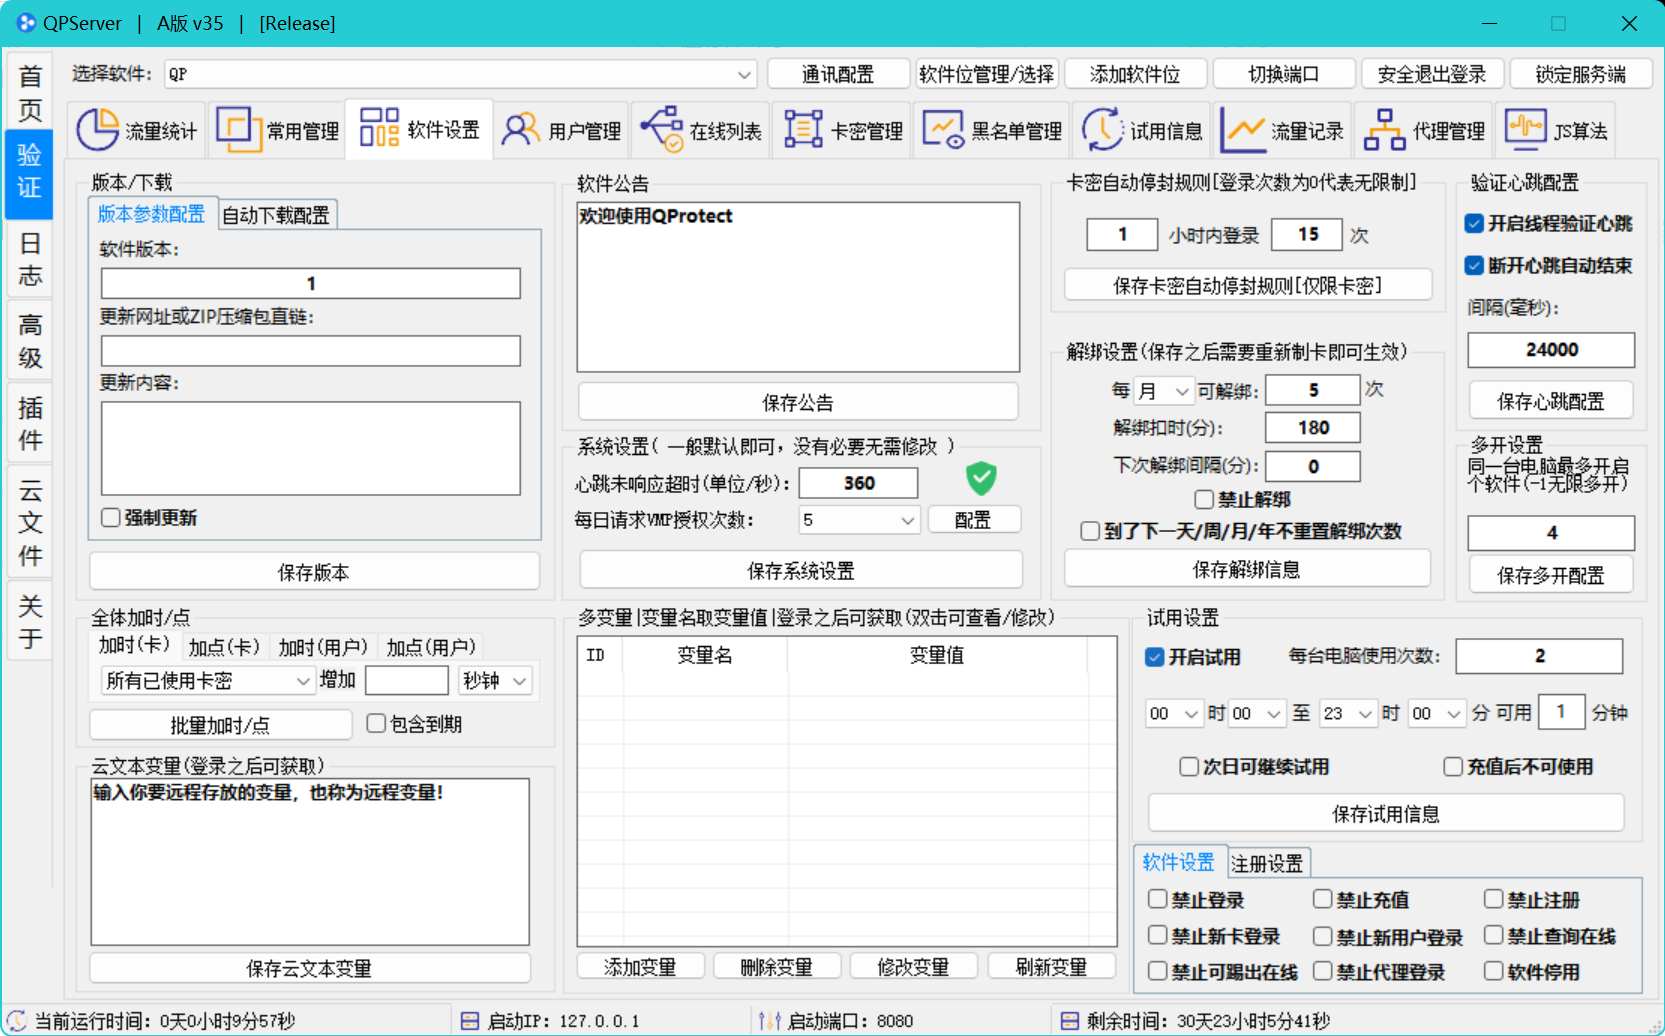 QPServer | A版 v35 | [Release]
首页
验证
日志
高级
插件
云文件
关于
选择软件: QP 通讯配置 软件位管理/选择 添加软件位 切换端口 安全退出登录 锁定服务端
流量统计 常用管理 软件设置 用户管理 在线列表 卡密管理 黑名单管理 试用信息 流量记录 代理管理 JS算法
版本/下载
版本参数配置 自动下载配置
软件版本:
1
更新网址或ZIP压缩包直链:
更新内容:
强制更新
保存版本
软件公告
欢迎使用QProtect
保存公告
系统设置( 一般默认即可，没有必要无需修改 )
心跳未响应超时(单位/秒): 360
每日请求VMP授权次数: 5 配置
保存系统设置
卡密自动停封规则[登录次数为0代表无限制]
1 小时内登录 15 次
保存卡密自动停封规则[仅限卡密]
解绑设置(保存之后需要重新制卡即可生效)
每 月 可解绑: 5 次
解绑扣时(分): 180
下次解绑间隔(分): 0
禁止解绑
到了下一天/周/月/年不重置解绑次数
保存解绑信息
验证心跳配置
开启线程验证心跳
断开心跳自动结束
间隔(毫秒):
24000
保存心跳配置
多开设置
同一台电脑最多开启
个软件(-1无限多开)
4
保存多开配置
全体加时/点
加时(卡) 加点(卡) 加时(用户) 加点(用户)
所有已使用卡密 增加 秒钟
批量加时/点 包含到期
云文本变量(登录之后可获取)
输入你要远程存放的变量，也称为远程变量!
保存云文本变量
多变量|变量名取变量值|登录之后可获取(双击可查看/修改)
ID 变量名 变量值
添加变量 删除变量 修改变量 刷新变量
试用设置
开启试用 每台电脑使用次数: 2
00 时 00 至 23 时 00 分 可用 1 分钟
次日可继续试用 充值后不可使用
保存试用信息
软件设置 注册设置
禁止登录 禁止充值 禁止注册
禁止新卡登录 禁止新用户登录 禁止查询在线
禁止可踢出在线 禁止代理登录 软件停用
当前运行时间: 0天0小时9分57秒 启动IP: 127.0.0.1 启动端口: 8080 剩余时间: 30天23小时5分41秒